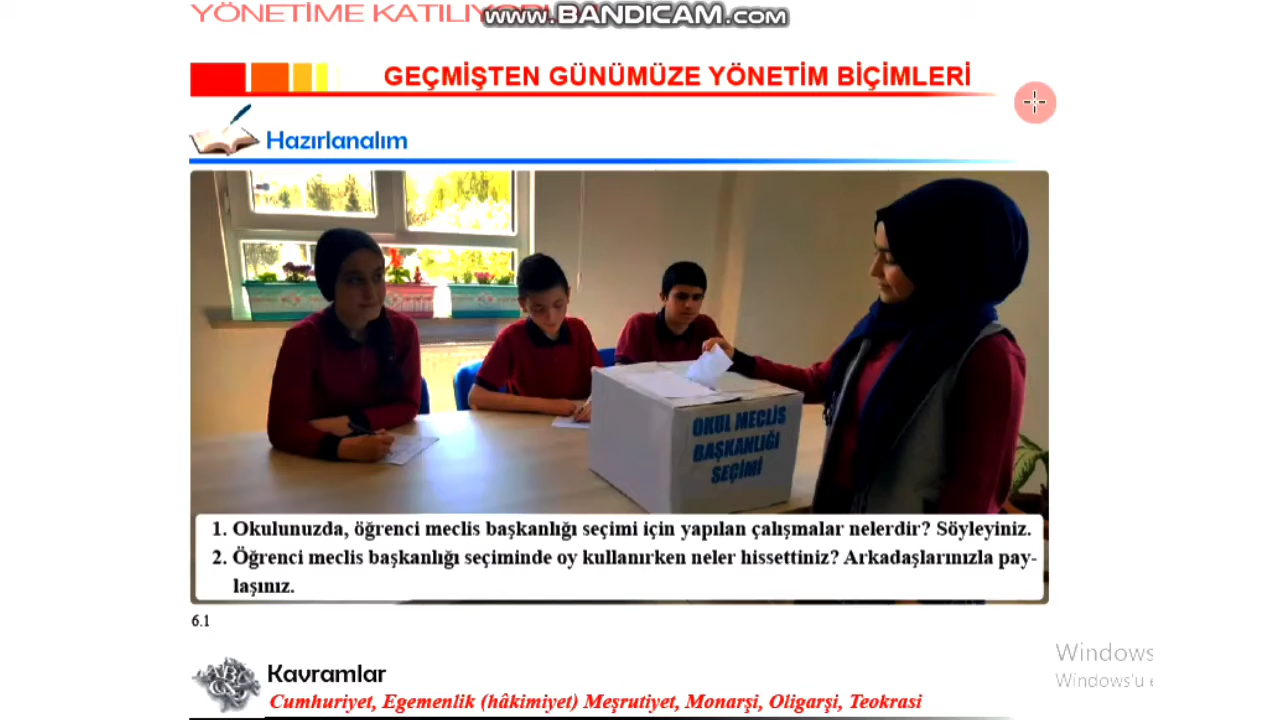 YÖNETİME KATILIYOR
www.BANDICAM.com
GEÇMİŞTEN GÜNÜMÜZE YÖNETİM BİÇİMLERİ
Hazırlanalım
OKUL MECLİS
BAŞKANLIĞI
SEÇİMİ
1. Okulunuzda, öğrenci meclis başkanlığı seçimi için yapılan çalışmalar nelerdir? Söyleyiniz.
2. Öğrenci meclis başkanlığı seçiminde oy kullanırken neler hissettiniz? Arkadaşlarınızla pay-
laşınız.
6.1
Kavramlar
Cumhuriyet, Egemenlik (hâkimiyet) Meşrutiyet, Monarşi, Oligarşi, Teokrasi
Windows
Windows'u